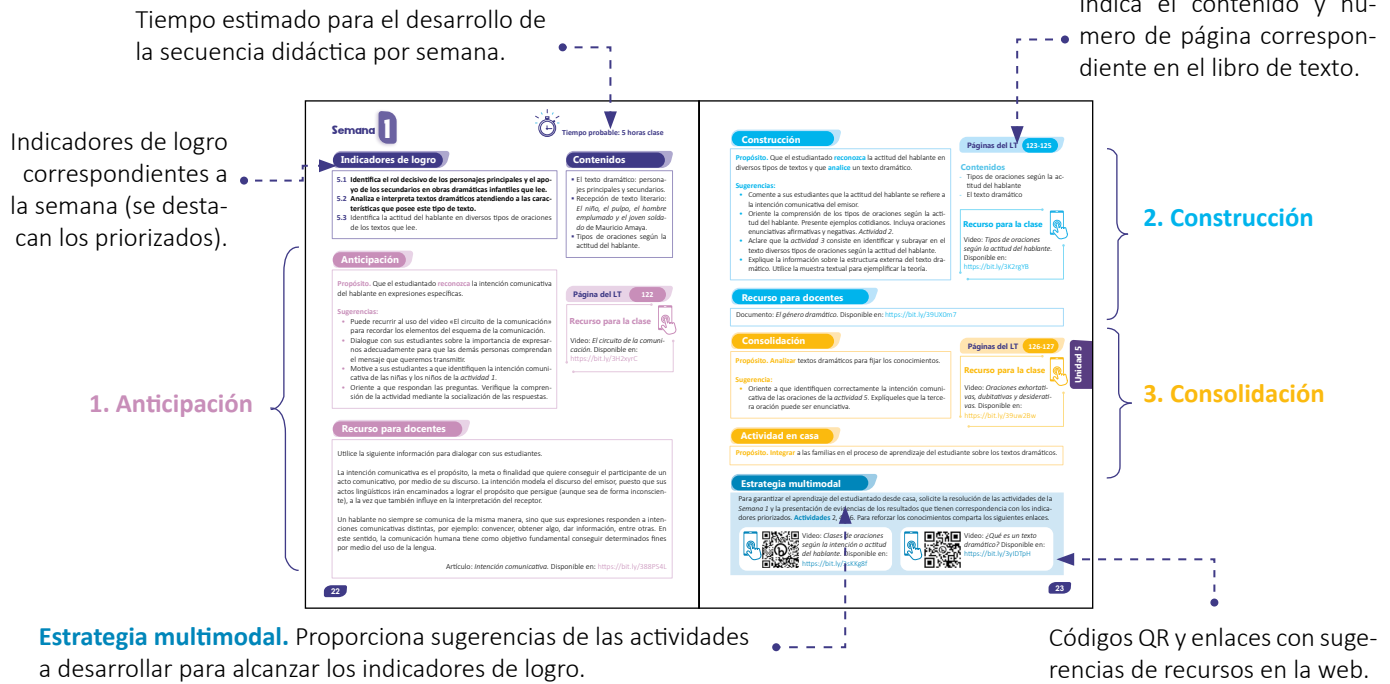 Tiempo estimado para el desarrollo de
la secuencia didáctica por semana.
Indica el contenido y nú-
mero de página correspon-
diente en el libro de texto.
Indicadores de logro
correspondientes a
la semana (se desta-
can los priorizados).
Semana 1
Tiempo probable: 5 horas clase
Indicadores de logro
5.1 Identifica el rol decisivo de los personajes principales y el apo-
yo de los secundarios en obras dramáticas infantiles que lee.
5.2 Analiza e interpreta textos dramáticos atendiendo a las carac-
terísticas que posee este tipo de texto.
5.3 Identifica la actitud del hablante en diversos tipos de oraciones
de los textos que lee.
Contenidos
• El texto dramático: persona-
jes principales y secundarios.
• Recepción de texto literario:
El niño, el pulpo, el hombre
emplumado y el joven solda-
do de Mauricio Amaya.
• Tipos de oraciones según la
actitud del hablante.
Anticipación
Propósito. Que el estudiantado reconozca la intención comunicativa
del hablante en expresiones específicas.
Sugerencias:
• Puede recurrir al uso del video «El circuito de la comunicación»
para recordar los elementos del esquema de la comunicación.
• Dialogue con sus estudiantes sobre la importancia de expresar-
nos adecuadamente para que las demás personas comprendan
el mensaje que queremos transmitir.
• Motive a sus estudiantes a que identifiquen la intención comuni-
cativa de las niñas y los niños de la actividad 1.
• Oriente a que respondan las preguntas. Verifique la compren-
sión de la actividad mediante la socialización de las respuestas.
Página del LT 122
Recurso para la clase
Video: El circuito de la comuni-
cación. Disponible en:
https://bit.ly/3H2eyrC
1. Anticipación
Recurso para docentes
Utilice la siguiente información para dialogar con sus estudiantes.
La intención comunicativa es el propósito, la meta o finalidad que quiere conseguir el participante de un
acto comunicativo, por medio de su discurso. La intención modela el discurso del emisor, puesto que sus
actos lingüísticos irán encaminados a lograr el propósito que persigue (aunque sea de forma inconscien-
te), a la vez que también influye en la interpretación del receptor.
Un hablante no siempre se comunica de la misma manera, sino que sus expresiones responden a inten-
ciones comunicativas distintas, por ejemplo: convencer, obtener algo, dar información, entre otras. En
este sentido, la comunicación humana tiene como objetivo fundamental conseguir determinados fines
por medio del uso de la lengua.
Artículo: Intención comunicativa. Disponible en: https://bit.ly/3B8PS4L
22
Construcción
Propósito. Que el estudiantado reconozca la actitud del hablante en
diversos tipos de textos y que analice un texto dramático.
Sugerencias:
• Comente a sus estudiantes que la actitud del hablante se refiere a
la intención comunicativa del emisor.
• Oriente la comprensión de los tipos de oraciones según la acti-
tud del hablante. Presente ejemplos cotidianos. Incluya oraciones
enunciativas afirmativas y negativas. Actividad 2.
• Aclare que la actividad 3 consiste en identificar y subrayar en el
texto diversos tipos de oraciones según la actitud del hablante.
• Explique la información sobre la estructura externa del texto dra-
mático. Utilice la muestra textual para ejemplificar la teoría.
Páginas del LT 123-125
Contenidos
· Tipos de oraciones según la ac-
titud del hablante
· El texto dramático
Recurso para la clase
Video: Tipos de oraciones
según la actitud del hablante.
Disponible en:
https://bit.ly/3K2rgYB
2. Construcción
Recurso para docentes
Documento: El género dramático. Disponible en: https://bit.ly/39UX0m7
Consolidación
Propósito. Analizar textos dramáticos para fijar los conocimientos.
Sugerencia:
• Oriente a que identifiquen correctamente la intención comuni-
cativa de las oraciones de la actividad 5. Explíqueles que la terce-
ra oración puede ser enunciativa.
Páginas del LT 126-127
Recurso para la clase
Video: Oraciones exhortati-
vas, dubitativas y desiderati-
vas. Disponible en:
Unidad 5
3. Consolidación
Actividad en casa
Propósito. Integrar a las familias en el proceso de aprendizaje del estudiante sobre los textos dramáticos.
Estrategia multimodal
Para garantizar el aprendizaje del estudiantado desde casa, solicite la resolución de las actividades de la
Semana 1 y la presentación de evidencias de los resultados que tienen correspondencia con los indica-
dores priorizados. Actividades 2, 6. Para reforzar los conocimientos comparta los siguientes enlaces.
Video: Clases de oraciones
según la intención o actitud
del hablante. Disponible en:
Video: ¿Qué es un texto
dramático? Disponible en:
https://bit.ly/3yIDTpH
23
Estrategia multimodal. Proporciona sugerencias de las actividades
a desarrollar para alcanzar los indicadores de logro.
Códigos QR y enlaces con suge-
rencias de recursos en la web.